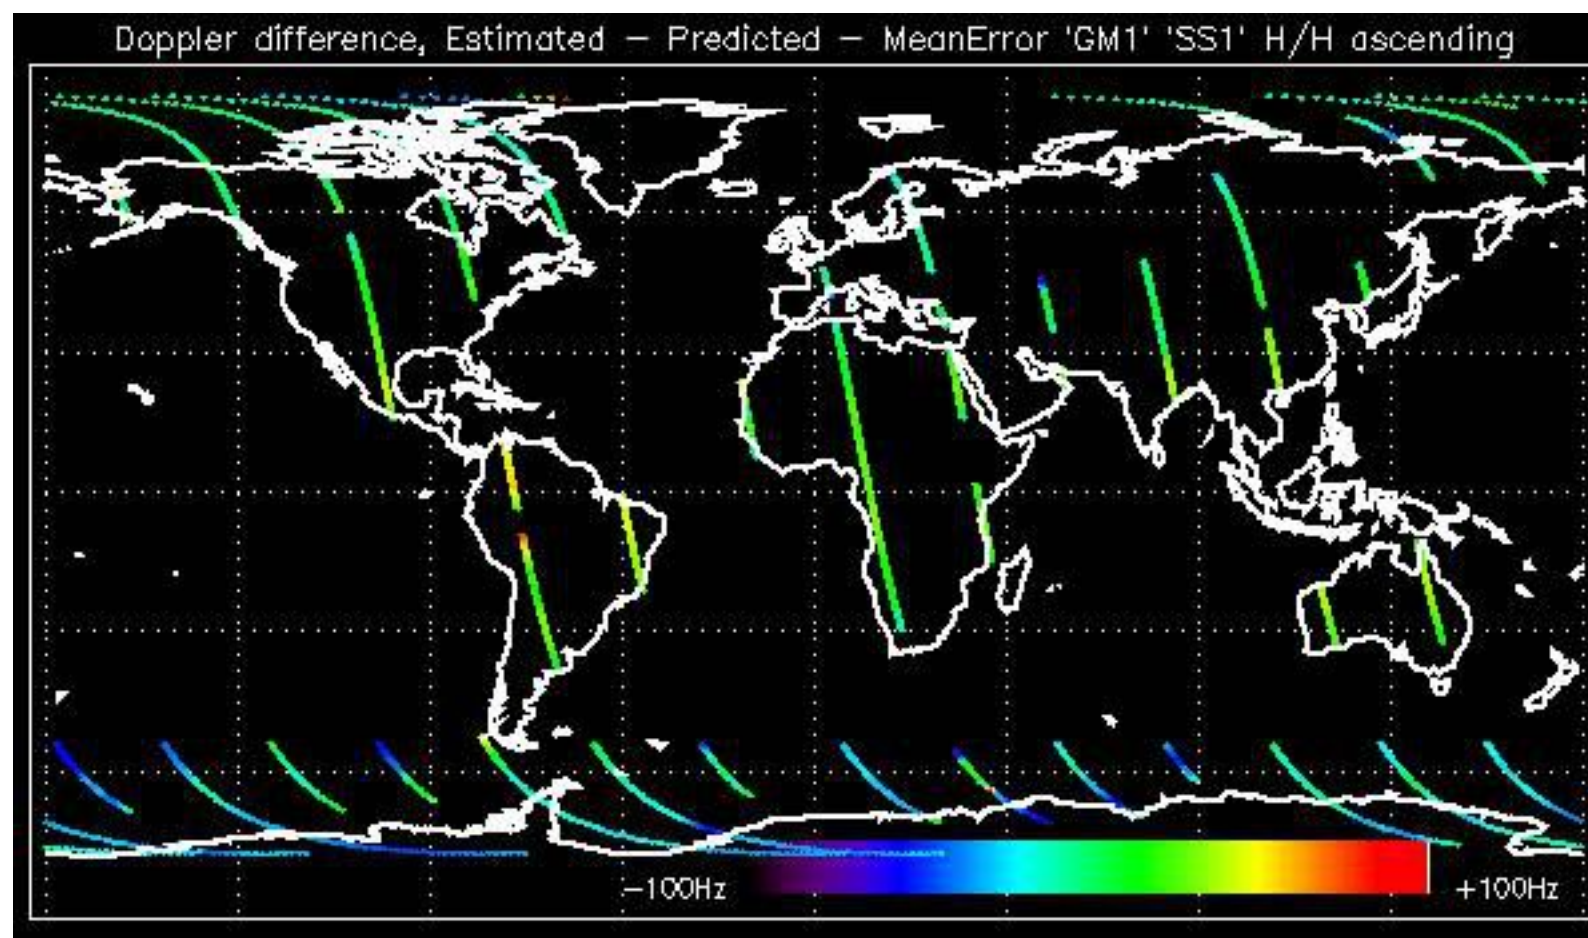 Doppler difference, Estimated – Predicted – MeanError 'GM1' 'SS1' H/H ascending
–100Hz +100Hz